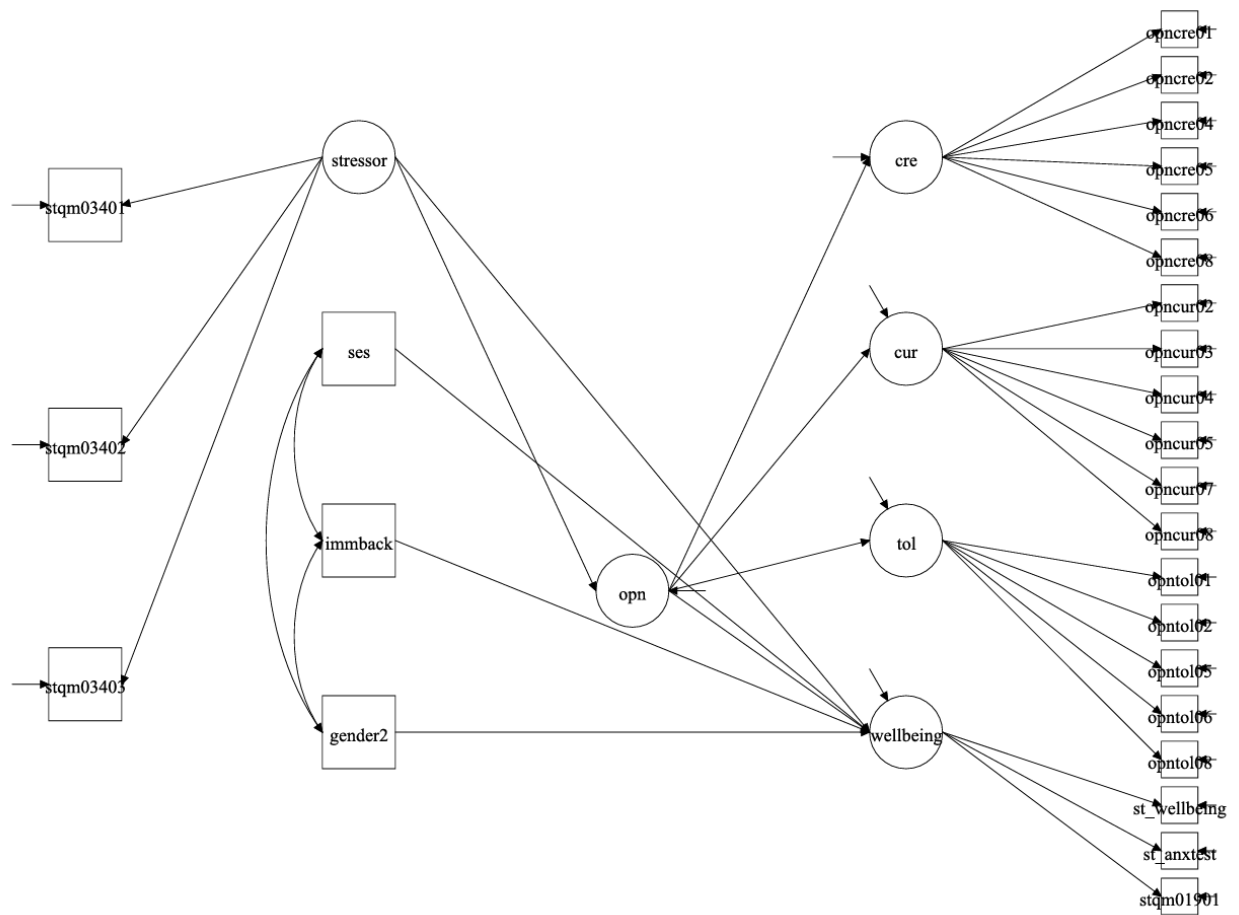 opncre01
opncre02
stressor
cre
opncre04
opncre05
stqm03401
opncre06
opncre08
opncur02
ses
cur
opncur03
opncur04
stqm03402
opncur05
opncur07
immback
tol
opncur08
opntol01
opn
opntol02
opntol05
stqm03403
opntol06
gender2
wellbeing
opntol08
st_wellbeing
st_anxtest
stqm01901